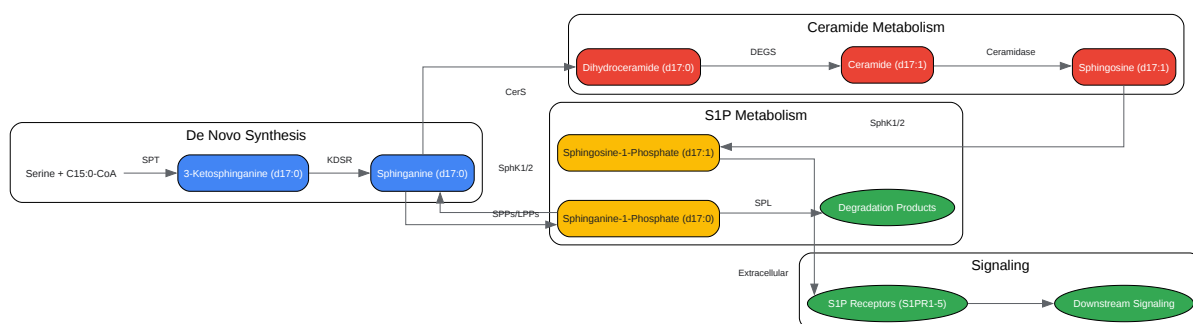 Ceramide Metabolism
Dihydroceramide (d17:0)
DEGS
Ceramide (d17:1)
Ceramidase
Sphingosine (d17:1)
CerS
S1P Metabolism
SphK1/2
De Novo Synthesis
Serine + C15:0-CoA
SPT
3-Ketosphinganine (d17:0)
KDSR
Sphinganine (d17:0)
SphK1/2
Sphingosine-1-Phosphate (d17:1)
SPPs/LPPs
Sphinganine-1-Phosphate (d17:0)
SPL
Degradation Products
Extracellular
Signaling
S1P Receptors (S1PR1-5)
Downstream Signaling